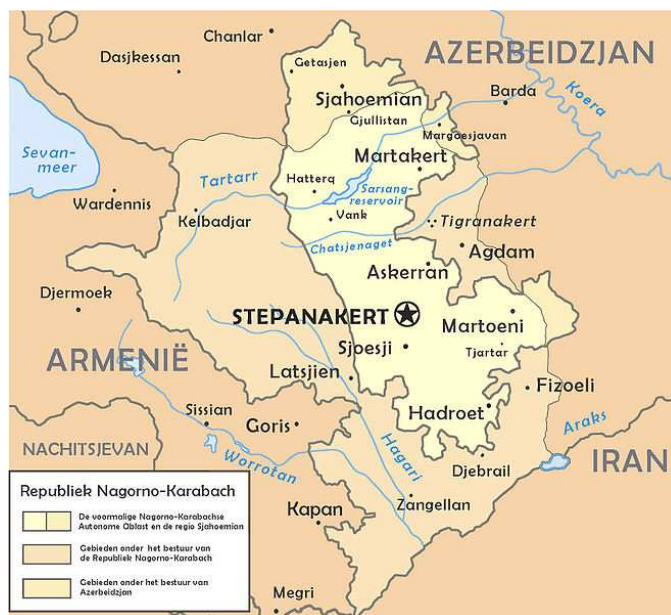 Chanlar
AZERBEIDZJAN
Dasjkessan
Getasjen
Sjahoemian
Gjullistan
Barda
Koera
Margoesjavan
Sevan-
meer
Martakert
Tartarr
Hatterq
Sarsang-
reservoir
Wardennis
Kelbadjar
Vank
Tigranakert
Chatsjenaget
Agdam
Askerran
Djermoek
STEPANAKERT
Martoeni
Sjoesji
Tjartar
ARMENIË
Latsjien
Fizoeli
Sissian
Goris
Hadroet
Araks
NACHITSJEVAN
Worrotan
Hagari
Djebrail
IRAN
Zangellan
Kapan
Megri
Republiek Nagorno-Karabach
De voormalige Nagorno-Karabachse
Autonome Oblast en de regio Sjahoemian
Gebieden onder het bestuur van
de Republiek Nagorno-Karabach
Gebieden onder het bestuur van
Azerbeidzjan